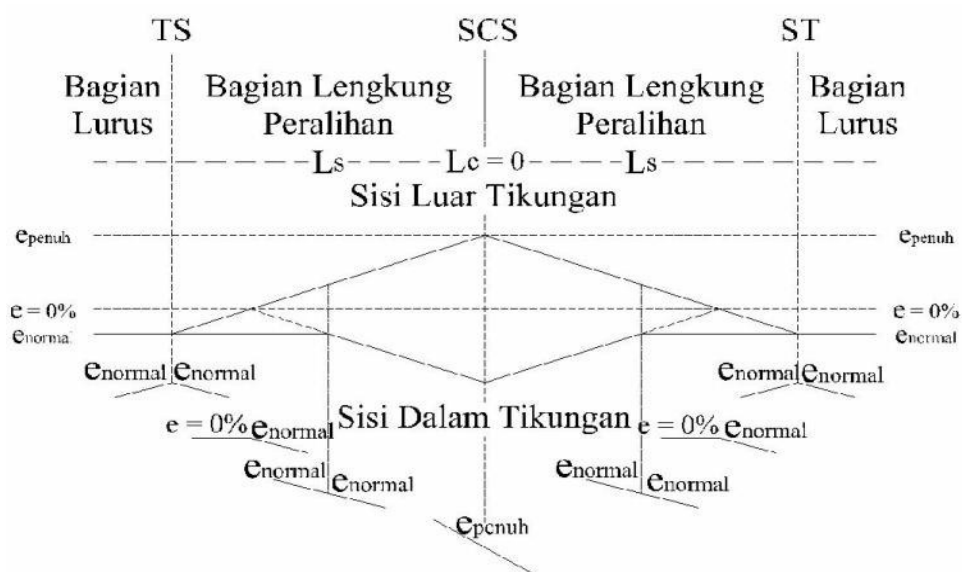 TS SCS ST
Bagian Lurus
Bagian Lengkung Peralihan
Bagian Lengkung Peralihan
Bagian Lurus
Ls Lc = 0 Ls
Sisi Luar Tikungan
epenuh epenuh
e = 0% e = 0%
enormal enormal
enormal enormal enormal enormal
Sisi Dalam Tikungan
e = 0% enormal e = 0% enormal
enormal enormal enormal enormal
epenuh